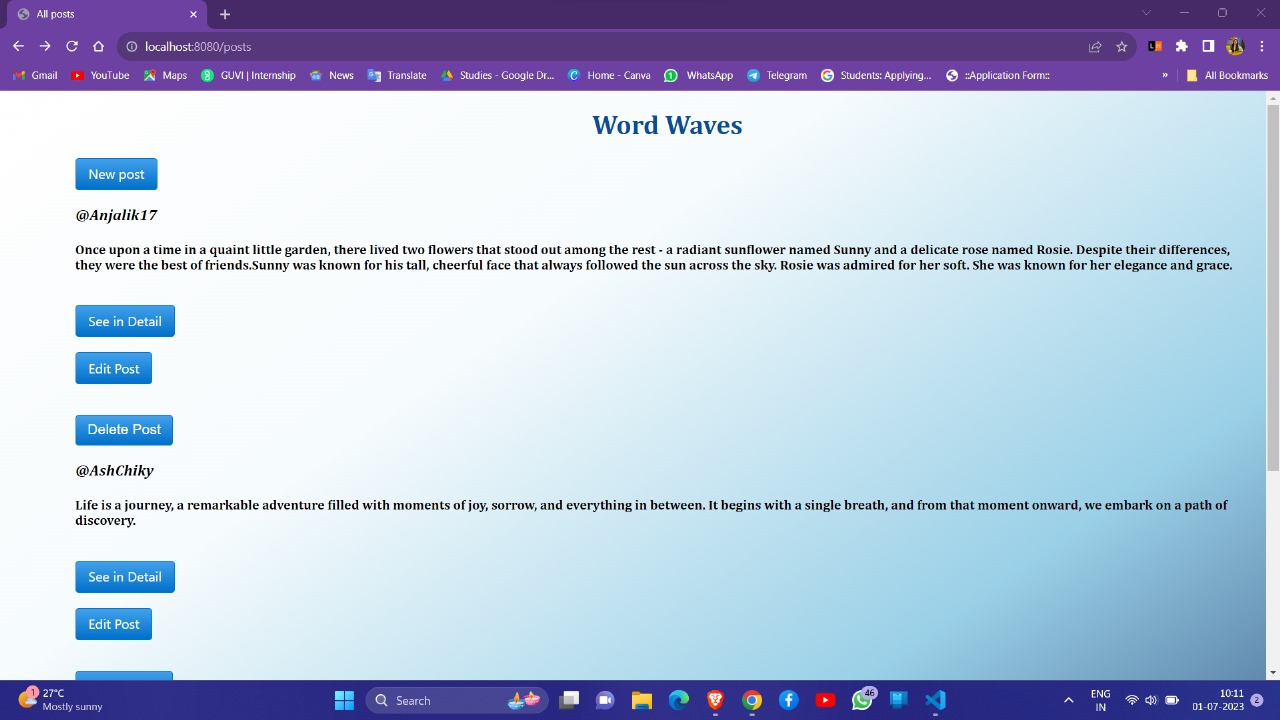 All posts
localhost:8080/posts
Gmail YouTube Maps GUVI | Internship News Translate Studies - Google Dr... Home - Canva WhatsApp Telegram Students: Applying... ::Application Form:: » All Bookmarks
Word Waves
New post
@Anjalik17
Once upon a time in a quaint little garden, there lived two flowers that stood out among the rest - a radiant sunflower named Sunny and a delicate rose named Rosie. Despite their differences,
they were the best of friends.Sunny was known for his tall, cheerful face that always followed the sun across the sky. Rosie was admired for her soft. She was known for her elegance and grace.
See in Detail
Edit Post
Delete Post
@AshChiky
Life is a journey, a remarkable adventure filled with moments of joy, sorrow, and everything in between. It begins with a single breath, and from that moment onward, we embark on a path of
discovery.
See in Detail
Edit Post
1 27°C
Mostly sunny
Search
46
ENG
IN
10:11
01-07-2023
2